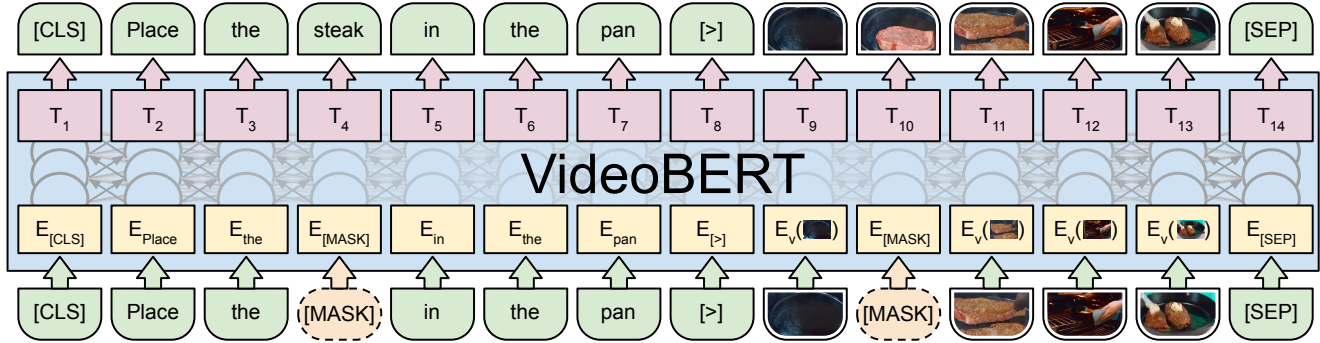 [CLS] Place the steak in the pan [>] [SEP]
T1 T2 T3 T4 T5 T6 T7 T8 T9 T10 T11 T12 T13 T14
VideoBERT
E[CLS] EPlace Ethe E[MASK] Ein Ethe Epan E[>] Ev( ) E[MASK] Ev( ) Ev( ) Ev( ) E[SEP]
[CLS] Place the [MASK] in the pan [>] [MASK] [SEP]